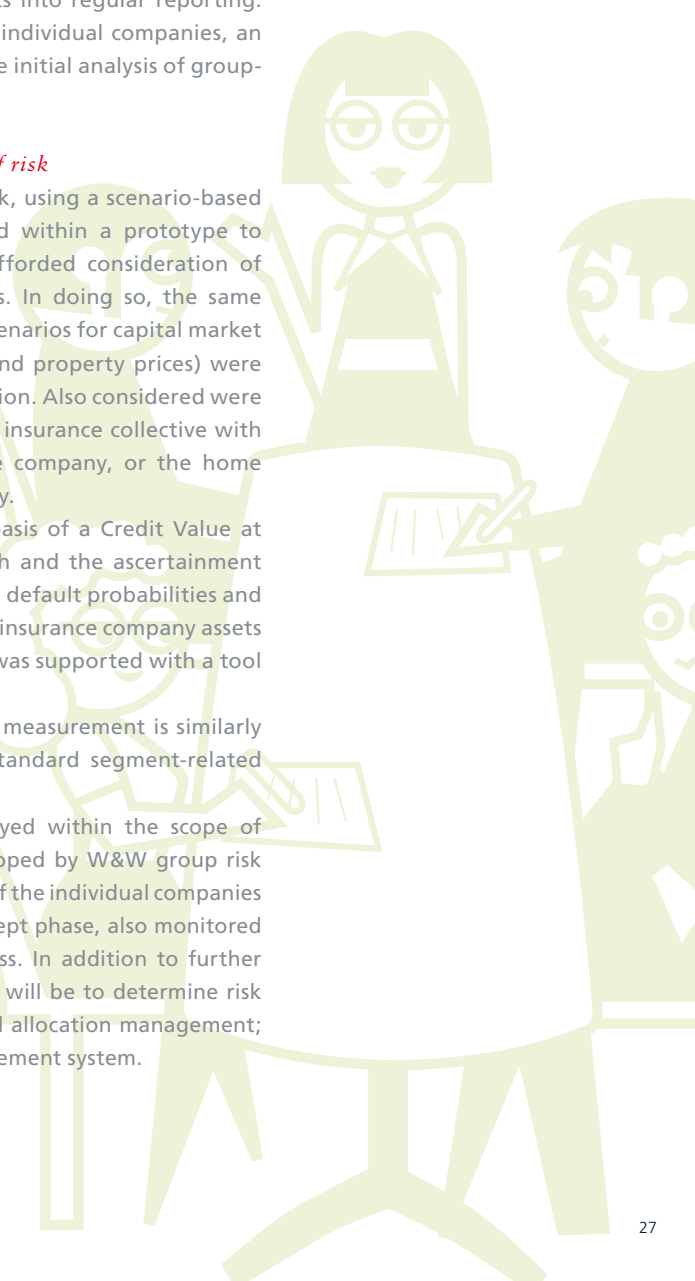 s into regular reporting.
individual companies, an
e initial analysis of group-
f risk
k, using a scenario-based
d within a prototype to
fforded consideration of
s. In doing so, the same
enarios for capital market
nd property prices) were
ion. Also considered were
insurance collective with
e company, or the home
y.
asis of a Credit Value at
h and the ascertainment
default probabilities and
insurance company assets
was supported with a tool
measurement is similarly
tandard segment-related
yed within the scope of
oped by W&W group risk
f the individual companies
ept phase, also monitored
ss. In addition to further
will be to determine risk
l allocation management;
ement system.
27